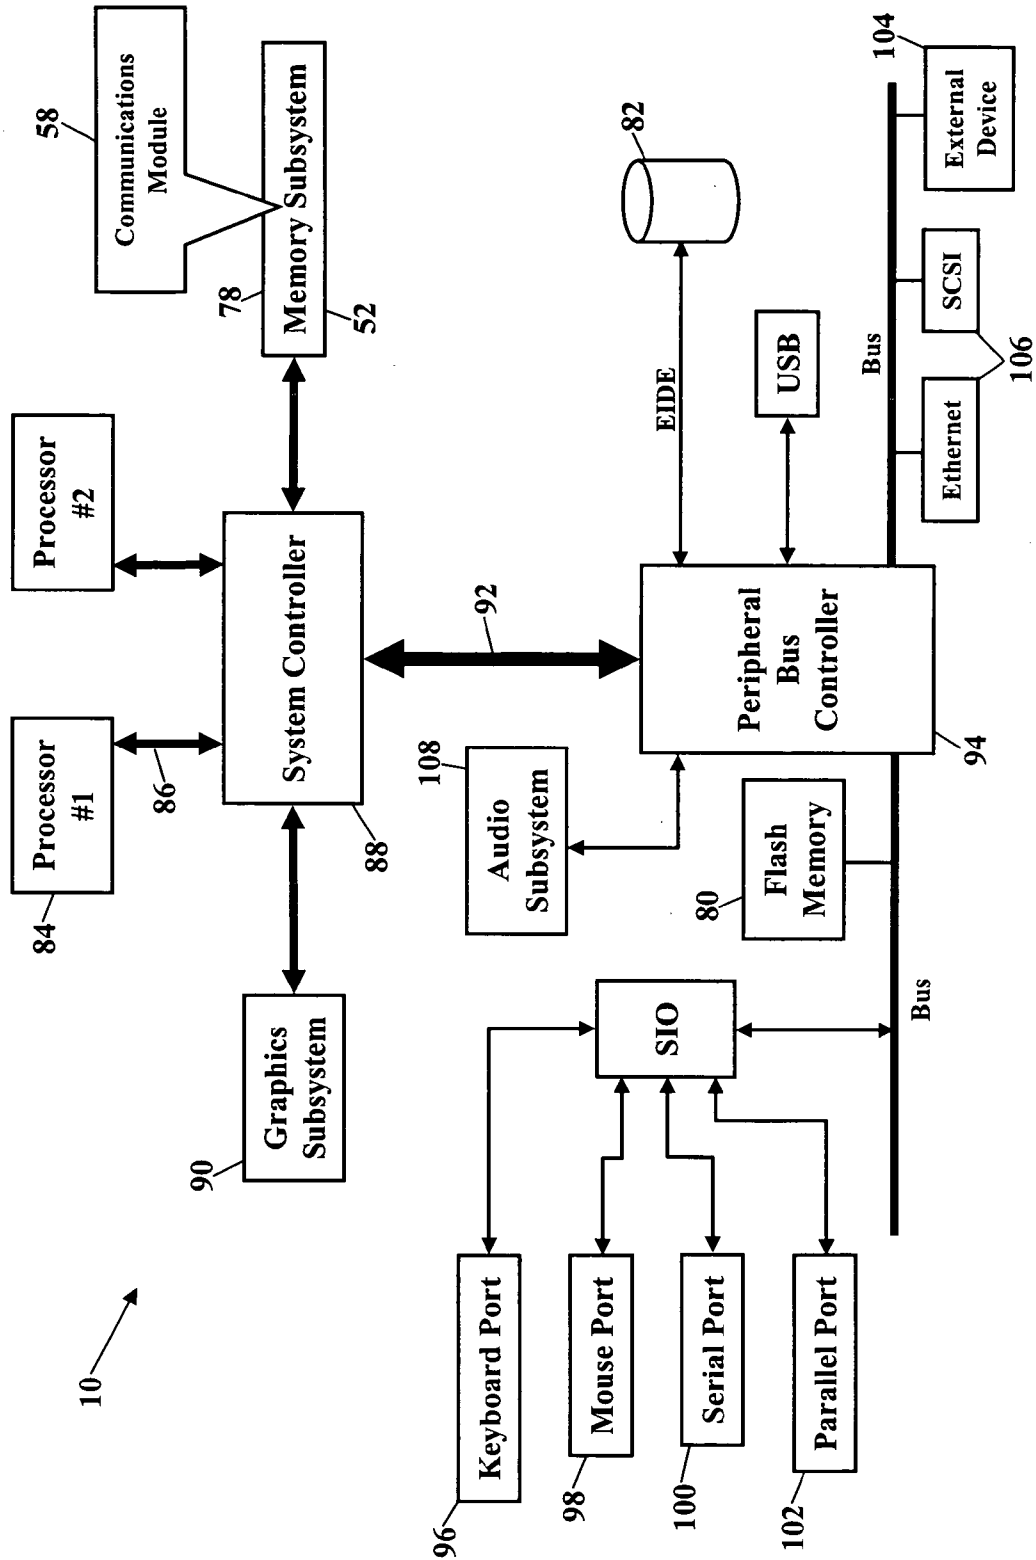 10
84
Processor
#1
86
Processor
#2
58
Communications
Module
90
Graphics
Subsystem
88
System Controller
78
Memory Subsystem
52
92
108
Audio
Subsystem
82
EIDE
96
Keyboard Port
98
Mouse Port
100
Serial Port
102
Parallel Port
SIO
80
Flash
Memory
Peripheral
Bus
Controller
94
USB
Bus
Bus
Ethernet
SCSI
106
104
External
Device